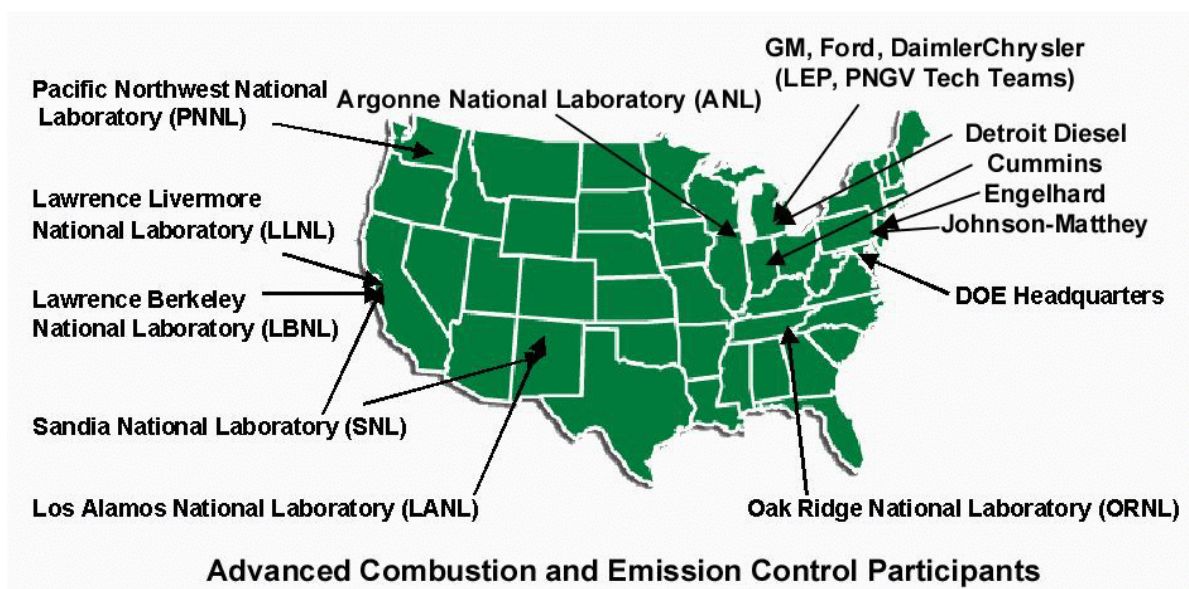 GM, Ford, DaimlerChrysler
(LEP, PNGV Tech Teams)
Pacific Northwest National
Laboratory (PNNL)
Argonne National Laboratory (ANL)
Detroit Diesel
Cummins
Engelhard
Johnson-Matthey
Lawrence Livermore
National Laboratory (LLNL)
DOE Headquarters
Lawrence Berkeley
National Laboratory (LBNL)
Sandia National Laboratory (SNL)
Los Alamos National Laboratory (LANL)
Oak Ridge National Laboratory (ORNL)
Advanced Combustion and Emission Control Participants